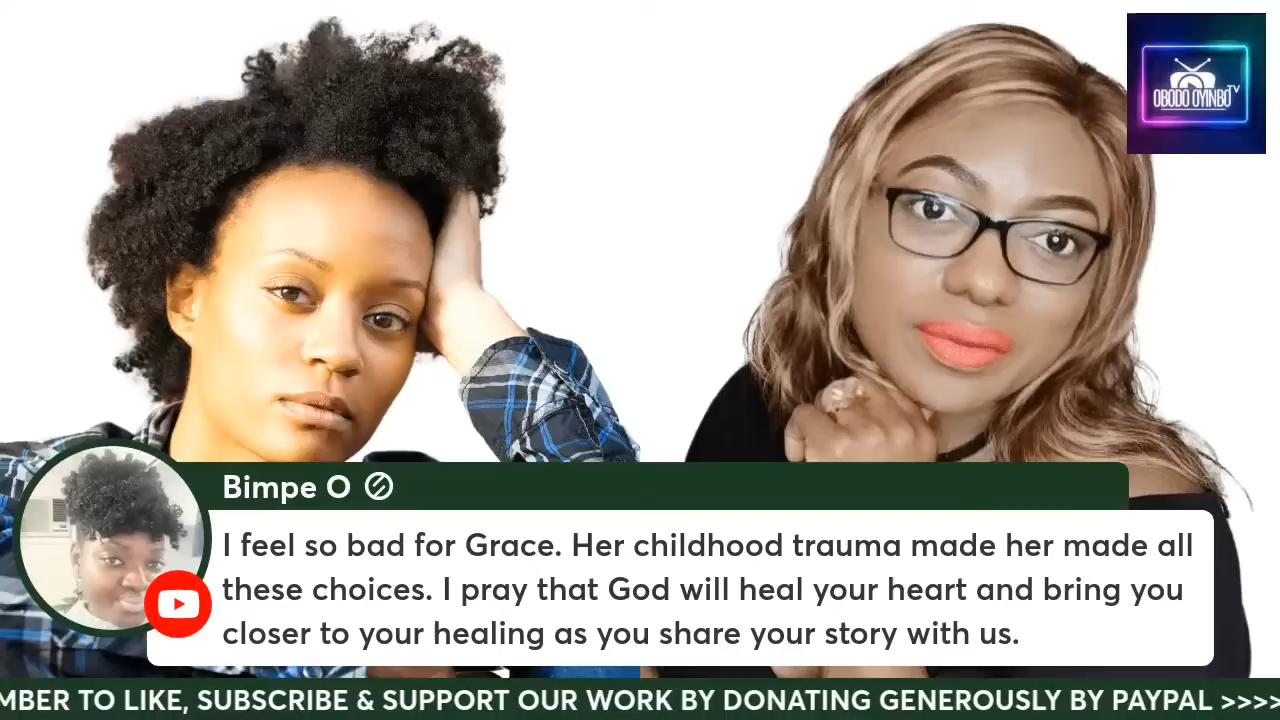 OBODO OYINBO TV
Bimpe O
I feel so bad for Grace. Her childhood trauma made her made all
these choices. I pray that God will heal your heart and bring you
closer to your healing as you share your story with us.
MBER TO LIKE, SUBSCRIBE & SUPPORT OUR WORK BY DONATING GENEROUSLY BY PAYPAL >>>>